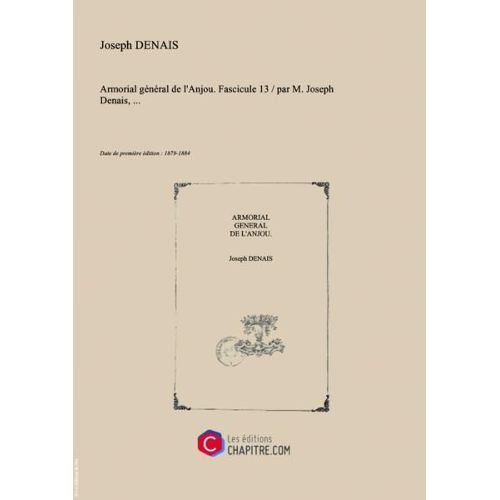 Joseph DENAIS
Armorial général de l'Anjou. Fascicule 13 / par M. Joseph
Denais, ...
Date de première édition : 1879-1884
ARMORIAL
GENERAL
DE L'ANJOU.
Joseph DENAIS
C
Les éditions
CHAPITRE.COM